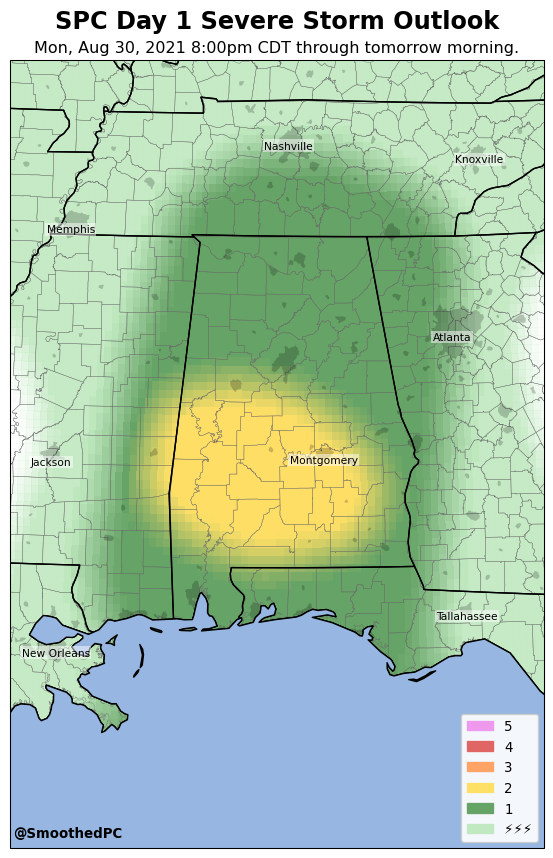 SPC Day 1 Severe Storm Outlook
Mon, Aug 30, 2021 8:00pm CDT through tomorrow morning.
Nashville
Knoxville
Memphis
Atlanta
Jackson
Montgomery
Tallahassee
New Orleans
5
4
3
2
1
⚡⚡⚡
@SmoothedPC